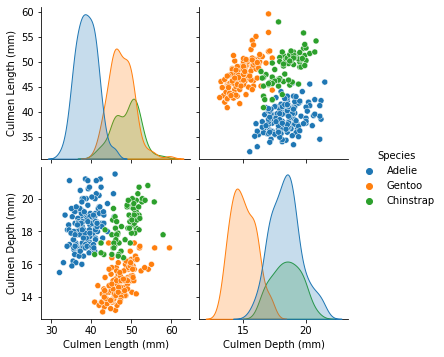 Culmen Length (mm)
60
55
50
45
40
35
Species
Adelie
Gentoo
Chinstrap
Culmen Depth (mm)
20
18
16
14
30 40 50 60
Culmen Length (mm)
15 20
Culmen Depth (mm)